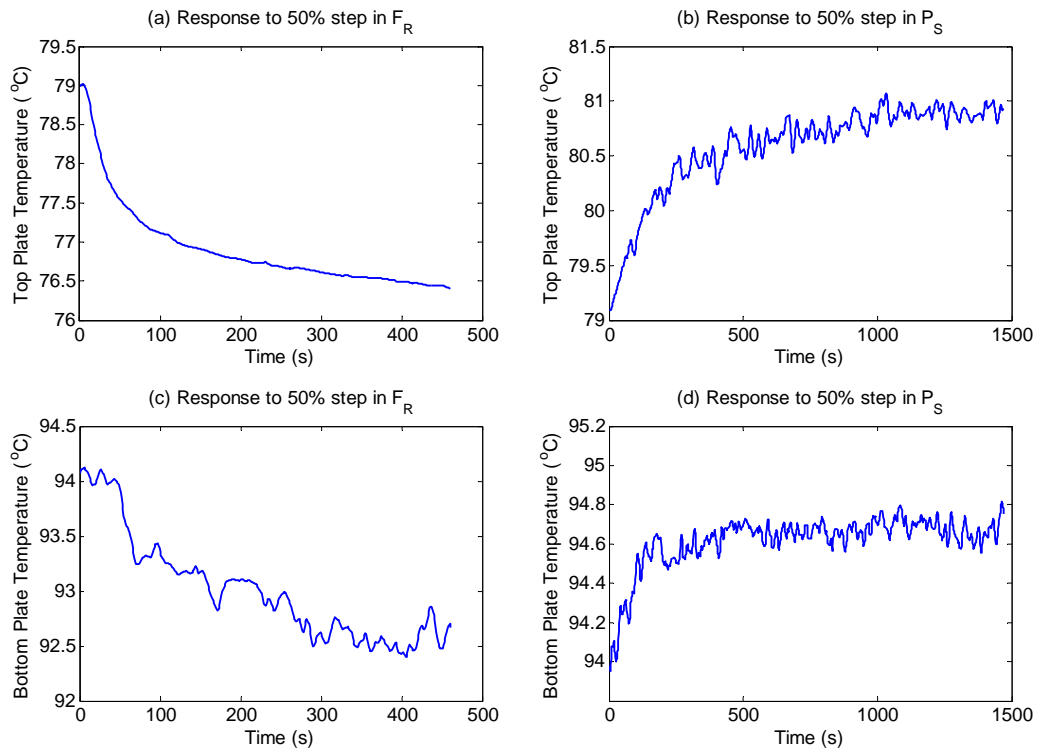 (a) Response to 50% step in F_R
79.5
79
78.5
78
77.5
77
76.5
76
0 100 200 300 400 500
Time (s)
Top Plate Temperature (°C)
(b) Response to 50% step in P_S
81.5
81
80.5
80
79.5
79
0 500 1000 1500
Time (s)
Top Plate Temperature (°C)
(c) Response to 50% step in F_R
94.5
94
93.5
93
92.5
92
0 100 200 300 400 500
Time (s)
Bottom Plate Temperature (°C)
(d) Response to 50% step in P_S
95.2
95
94.8
94.6
94.4
94.2
94
0 500 1000 1500
Time (s)
Bottom Plate Temperature (°C)